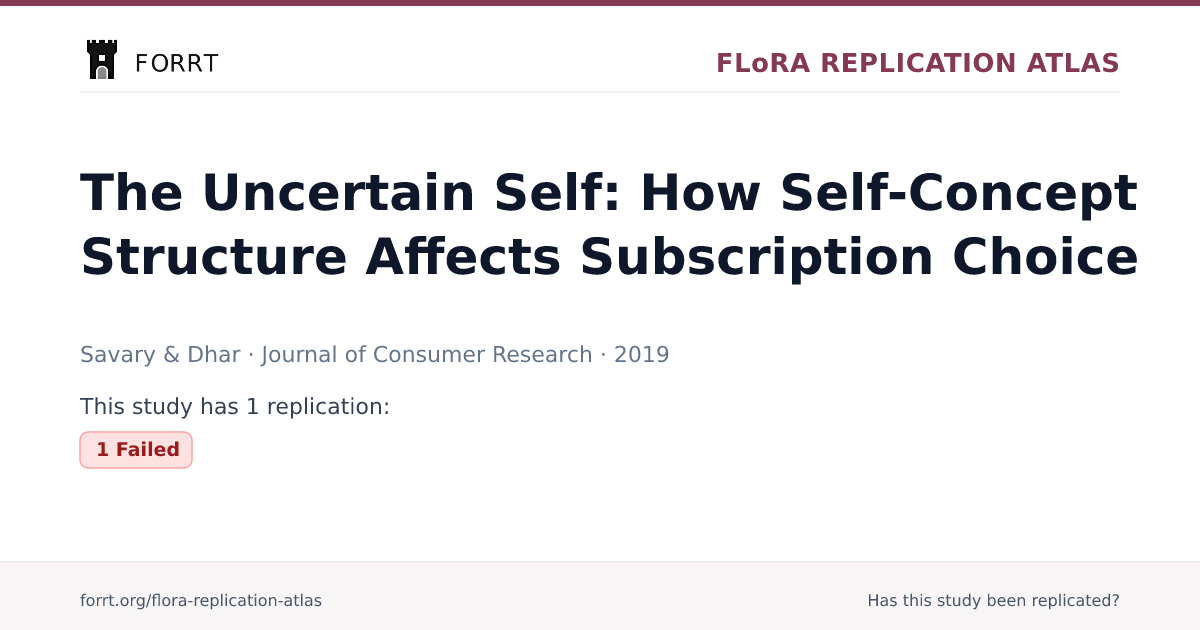 FORRT
FLoRA REPLICATION ATLAS
The Uncertain Self: How Self-Concept
Structure Affects Subscription Choice
Savary & Dhar · Journal of Consumer Research · 2019
This study has 1 replication:
1 Failed
forrt.org/flora-replication-atlas
Has this study been replicated?